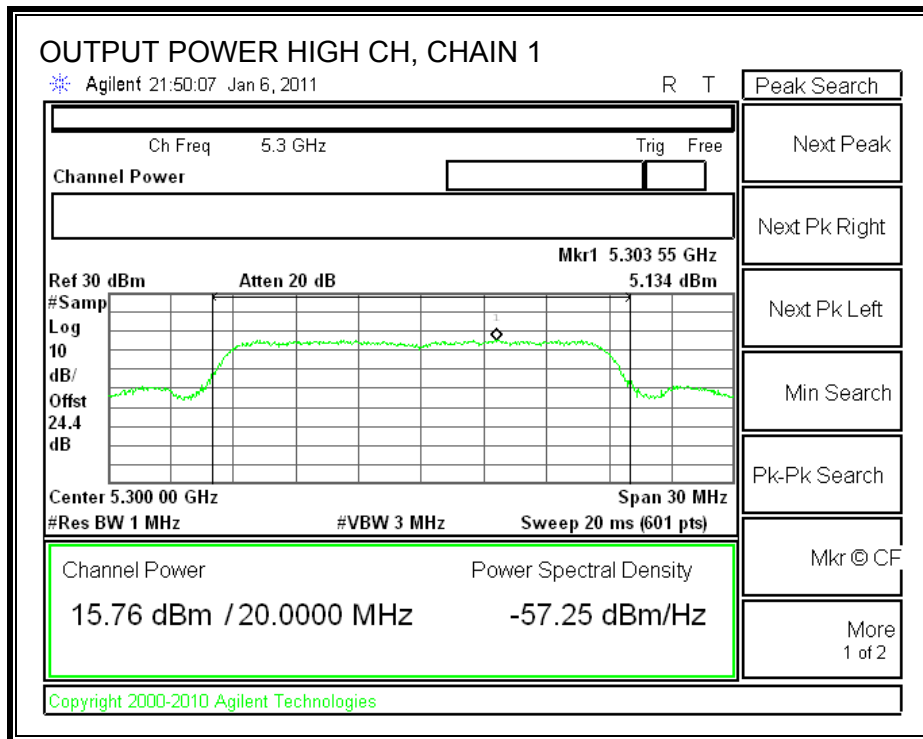 OUTPUT POWER HIGH CH, CHAIN 1
Agilent 21:50:07 Jan 6, 2011 R T
Peak Search
Ch Freq 5.3 GHz Trig Free
Channel Power
Mkr1 5.303 55 GHz
Ref 30 dBm Atten 20 dB 5.134 dBm
#Samp
Log
10
dB/
Offst
24.4
dB
1
Center 5.300 00 GHz Span 30 MHz
#Res BW 1 MHz #VBW 3 MHz Sweep 20 ms (601 pts)
Channel Power Power Spectral Density
15.76 dBm / 20.0000 MHz -57.25 dBm/Hz
Copyright 2000-2010 Agilent Technologies
Next Peak
Next Pk Right
Next Pk Left
Min Search
Pk-Pk Search
Mkr © CF
More
1 of 2